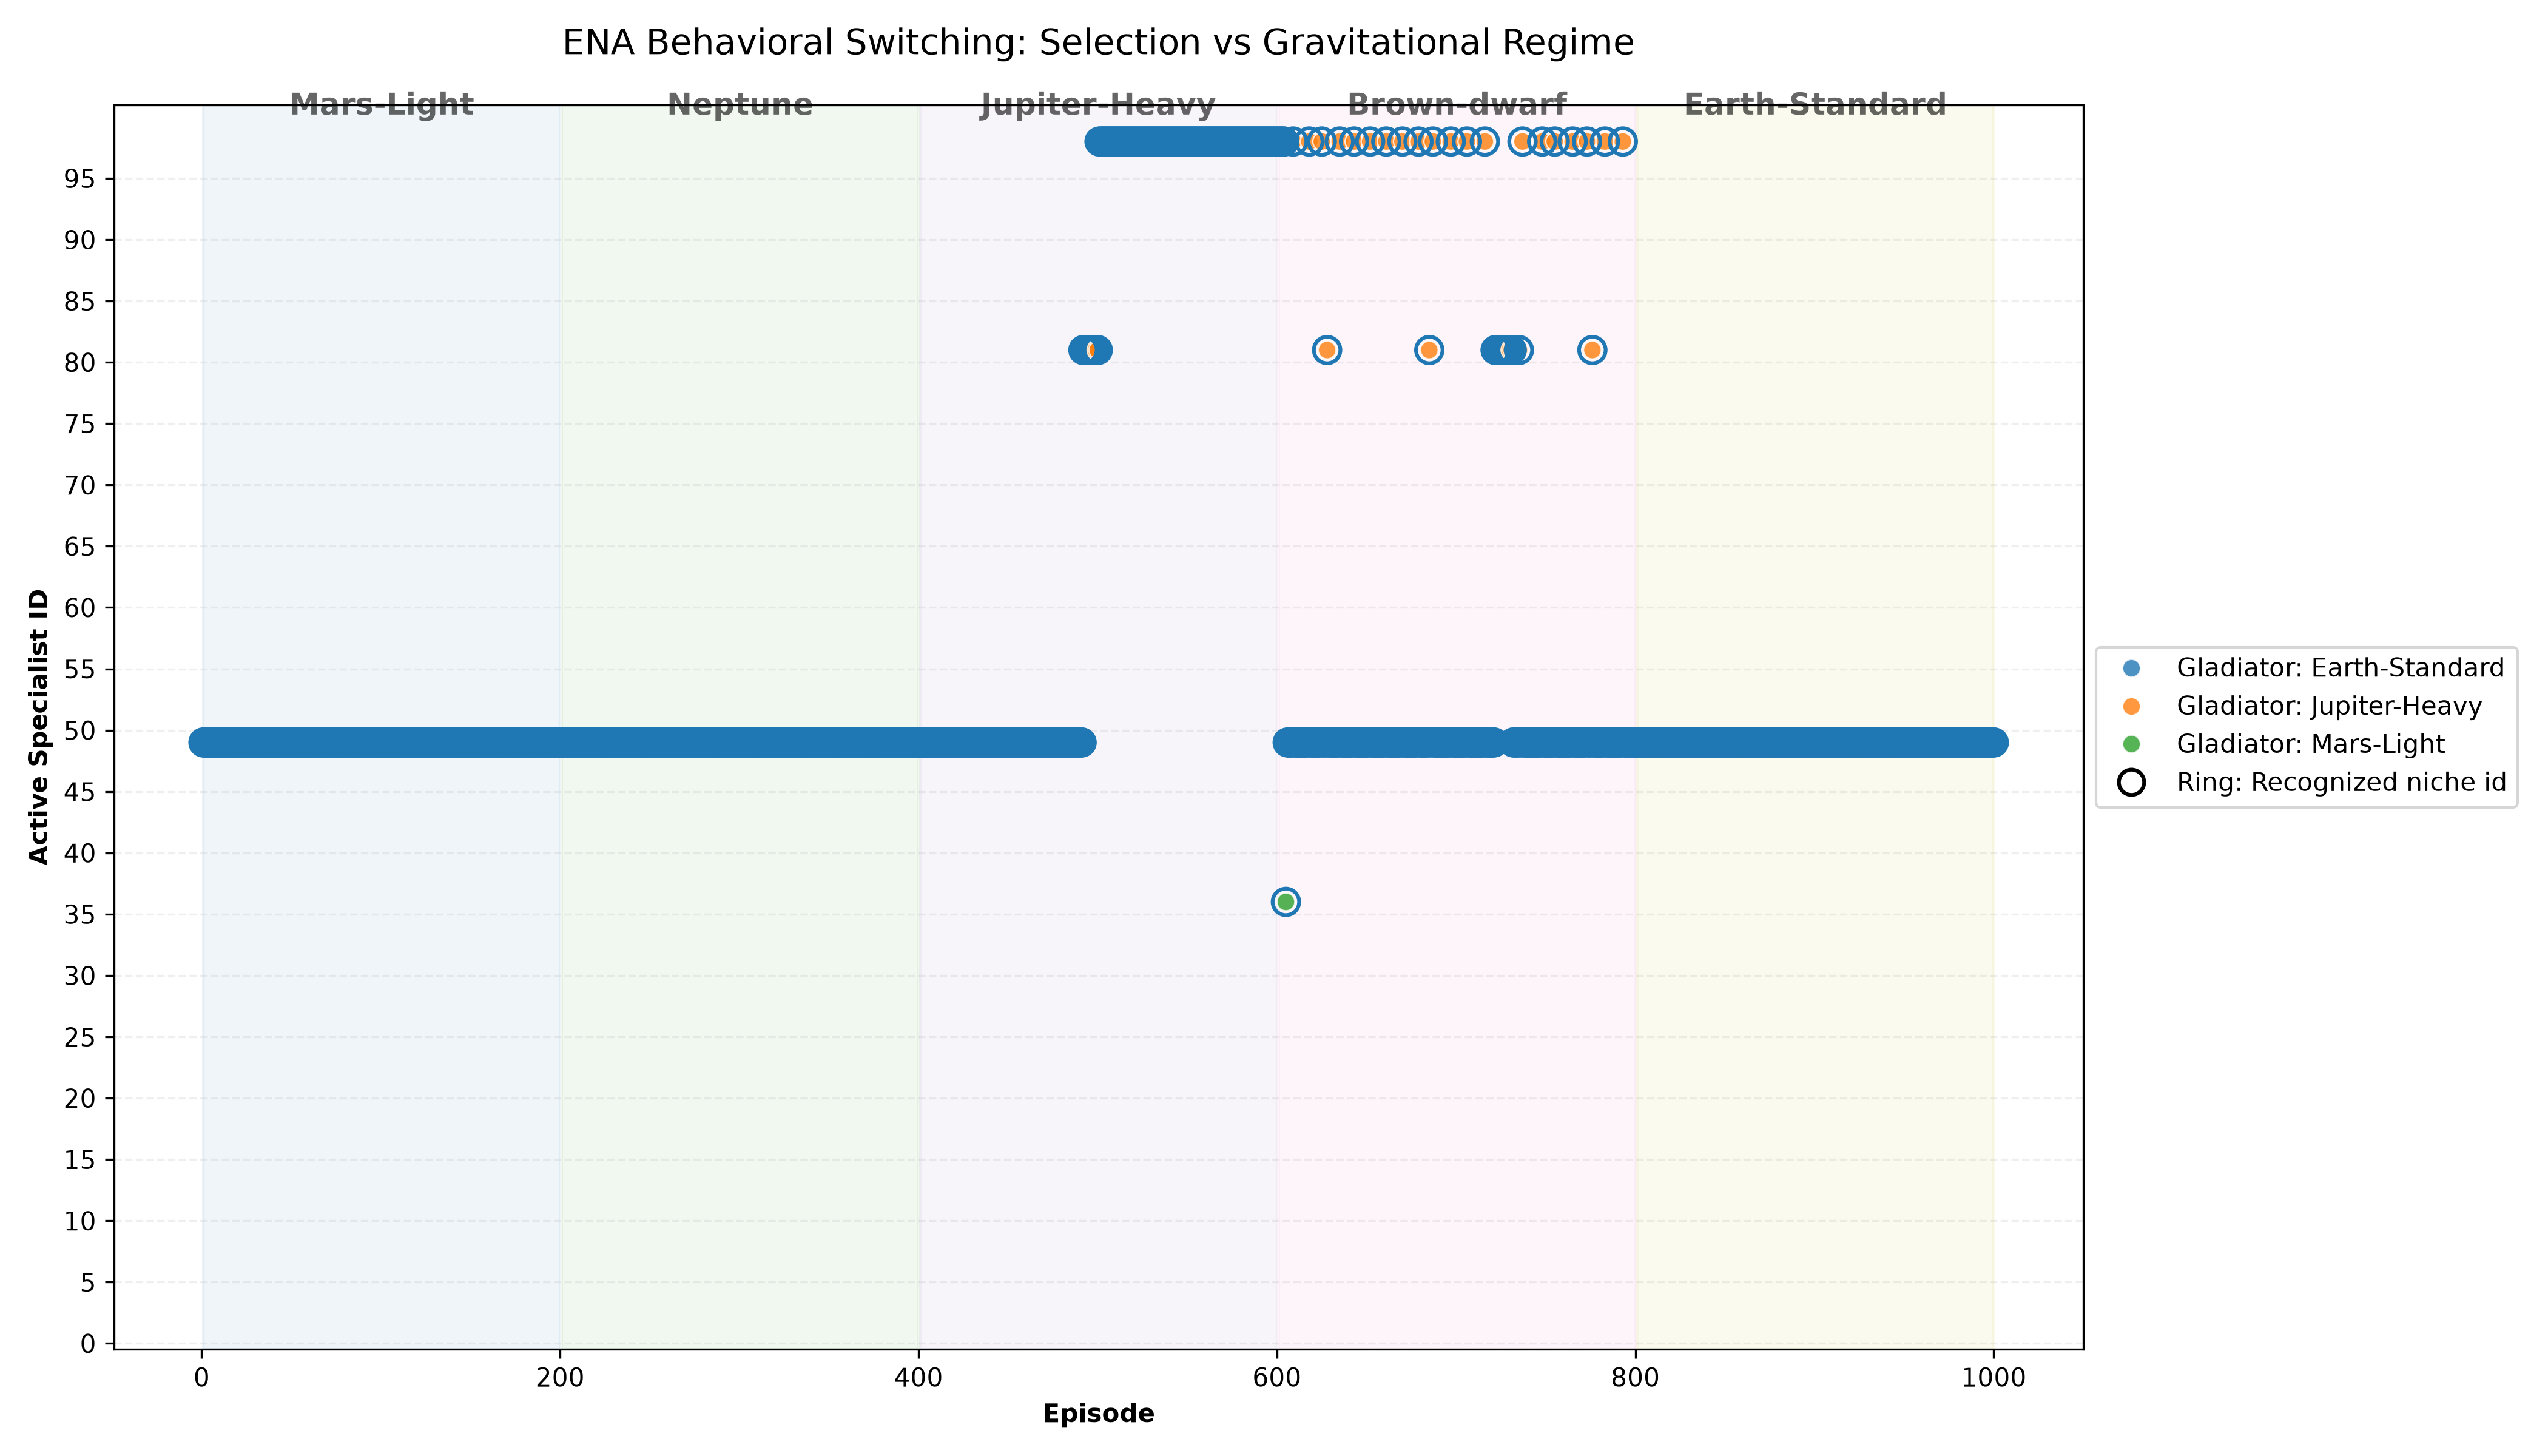 ENA Behavioral Switching: Selection vs Gravitational Regime
Mars-Light Neptune Jupiter-Heavy Brown-dwarf Earth-Standard
95
90
85
80
75
70
65
60
55
50
45
40
35
30
25
20
15
10
5
0
Active Specialist ID
0 200 400 600 800 1000
Episode
Gladiator: Earth-Standard
Gladiator: Jupiter-Heavy
Gladiator: Mars-Light
Ring: Recognized niche id